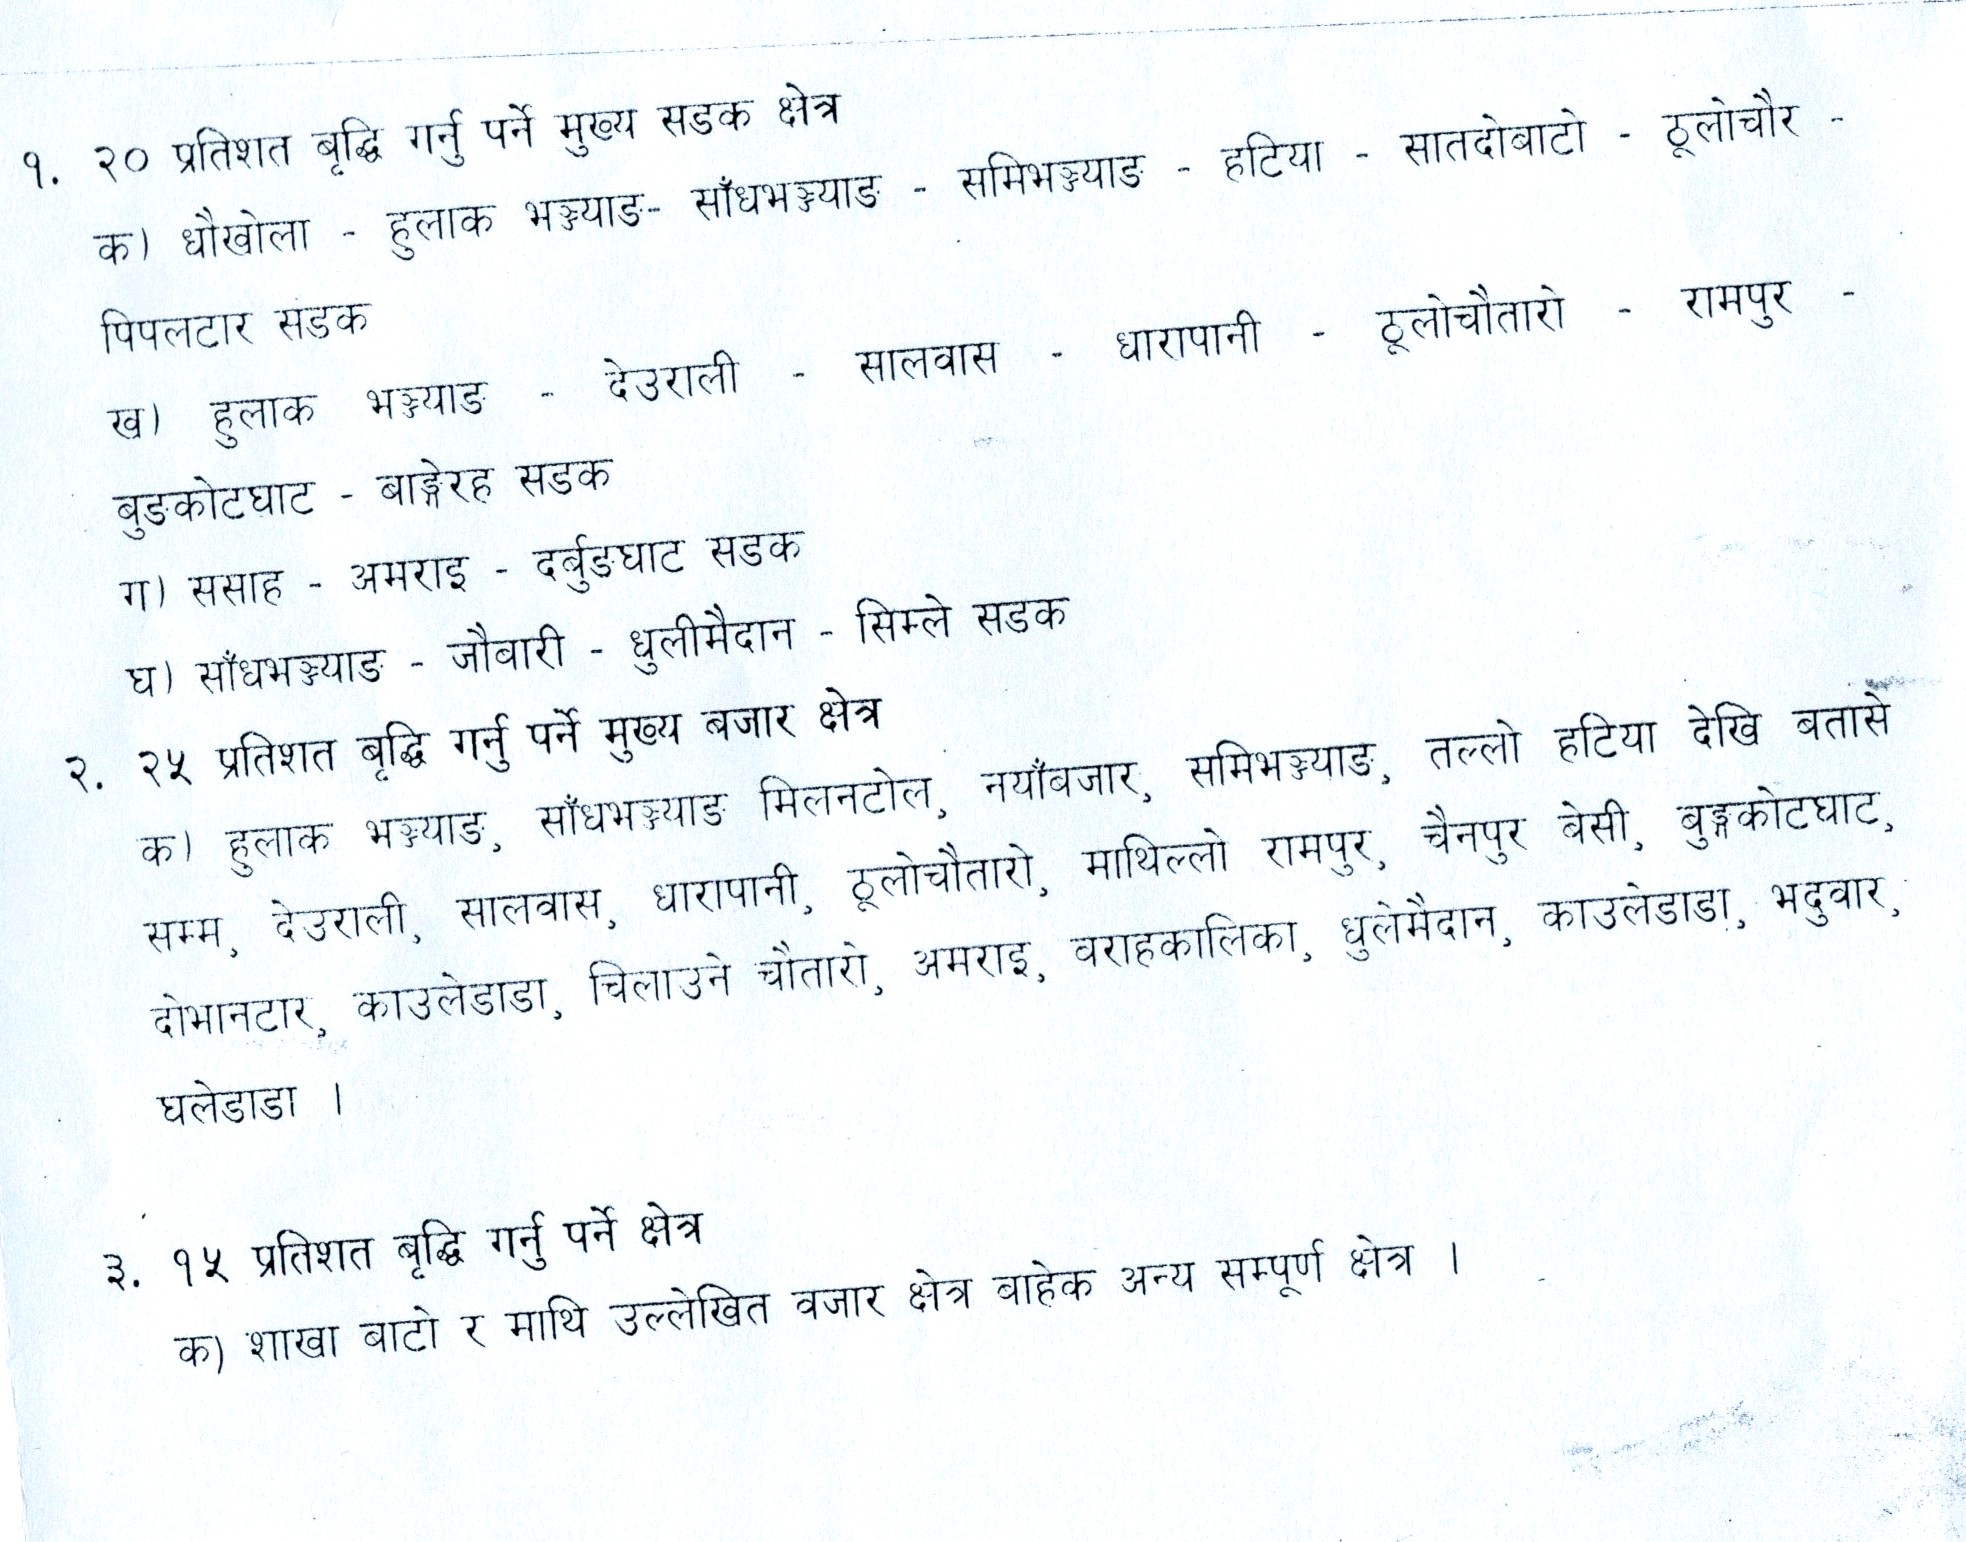 १. २० प्रतिशत बृद्धि गर्नु पर्ने मुख्य सडक क्षेत्र
क) धौखोला - हुलाक भञ्ज्याङ- साँधभञ्ज्याङ - समिभञ्ज्याङ - हटिया - सातदोबाटो - ठूलोचौर -
पिपलटार सडक
ख) हुलाक भञ्ज्याङ - देउराली - सालवास - धारापानी - ठूलोचौतारो - रामपुर -
बुङकोटघाट - बाङ्गेरह सडक
ग) ससाह - अमराइ - दर्बुङघाट सडक
घ) साँधभञ्ज्याङ - जौबारी - धुलीमैदान - सिम्ले सडक
२. २५ प्रतिशत बृद्धि गर्नु पर्ने मुख्य बजार क्षेत्र
क) हुलाक भञ्ज्याङ, साँधभञ्ज्याङ मिलनटोल, नयाँबजार, समिभञ्ज्याङ, तल्लो हटिया देखि बतासे
सम्म, देउराली, सालवास, धारापानी, ठूलोचौतारो, माथिल्लो रामपुर, चैनपुर बेसी, बुङ्गकोटघाट,
दोभानटार, काउलेडाडा, चिलाउने चौतारो, अमराइ, वराहकालिका, धुलेमैदान, काउलेडाडा, भदुवार,
घलेडाडा ।
३. १५ प्रतिशत बृद्धि गर्नु पर्ने क्षेत्र
क) शाखा बाटो र माथि उल्लेखित वजार क्षेत्र बाहेक अन्य सम्पूर्ण क्षेत्र ।